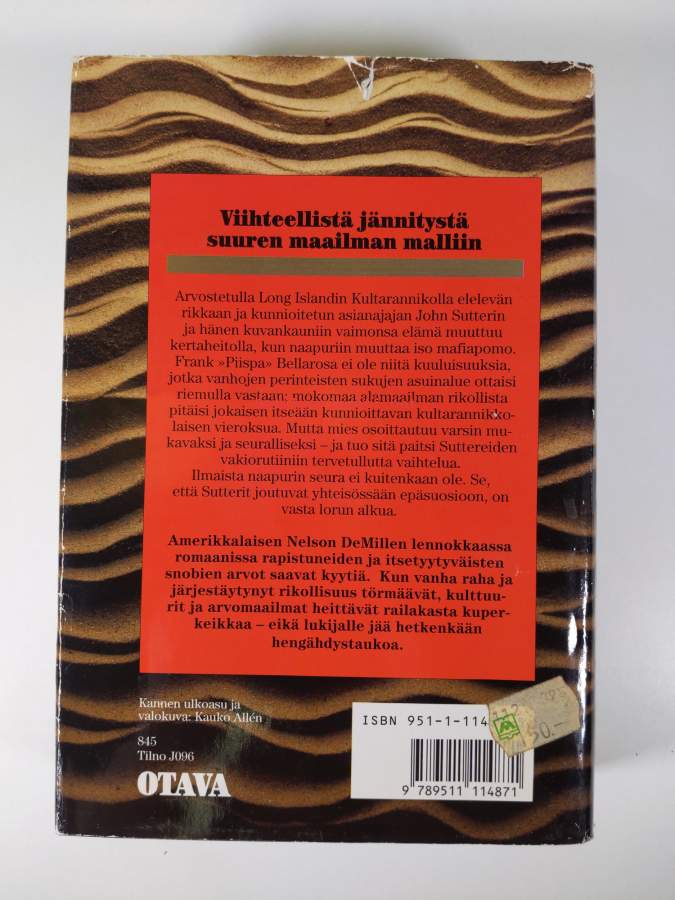 Viihteellistä jännitystä
suuren maailman malliin
Arvostetulla Long Islandin Kultarannikolla elelevän
rikkaan ja kunnioitetun asianajajan John Sutterin
ja hänen kuvankauniin vaimonsa elämä muuttuu
kertaheitolla, kun naapuriin muuttaa iso mafiapomo.
Frank »Piispa» Bellarosa ei ole niitä kuuluisuuksia,
jotka vanhojen perinteisten sukujen asuinalue ottaisi
riemulla vastaan: mokomaa alamaailman rikollista
pitäisi jokaisen itseään kunnioittavan kultarannikko-
laisen vieroksua. Mutta mies osoittautuu varsin mu-
kavaksi ja seuralliseksi – ja tuo sitä paitsi Suttereiden
vakiorutiiniin tervetullutta vaihtelua.
Ilmaista naapurin seura ei kuitenkaan ole. Se,
että Sutterit joutuvat yhteisössään epäsuosioon, on
vasta lorun alkua.
Amerikkalaisen Nelson DeMillen lennokkaassa
romaanissa rapistuneiden ja itsetyytyväisten
snobien arvot saavat kyytiä. Kun vanha raha ja
järjestäytynyt rikollisuus törmäävät, kulttuu-
rit ja arvomaailmat heittävät railakasta kuper-
keikkaa – eikä lukijalle jää hetkenkään
hengähdystaukoa.
Kannen ulkoasu ja
valokuva: Kauko Allén
845
Tilno J096
OTAVA
ISBN 951-1-114
50.–
9 789511 114871